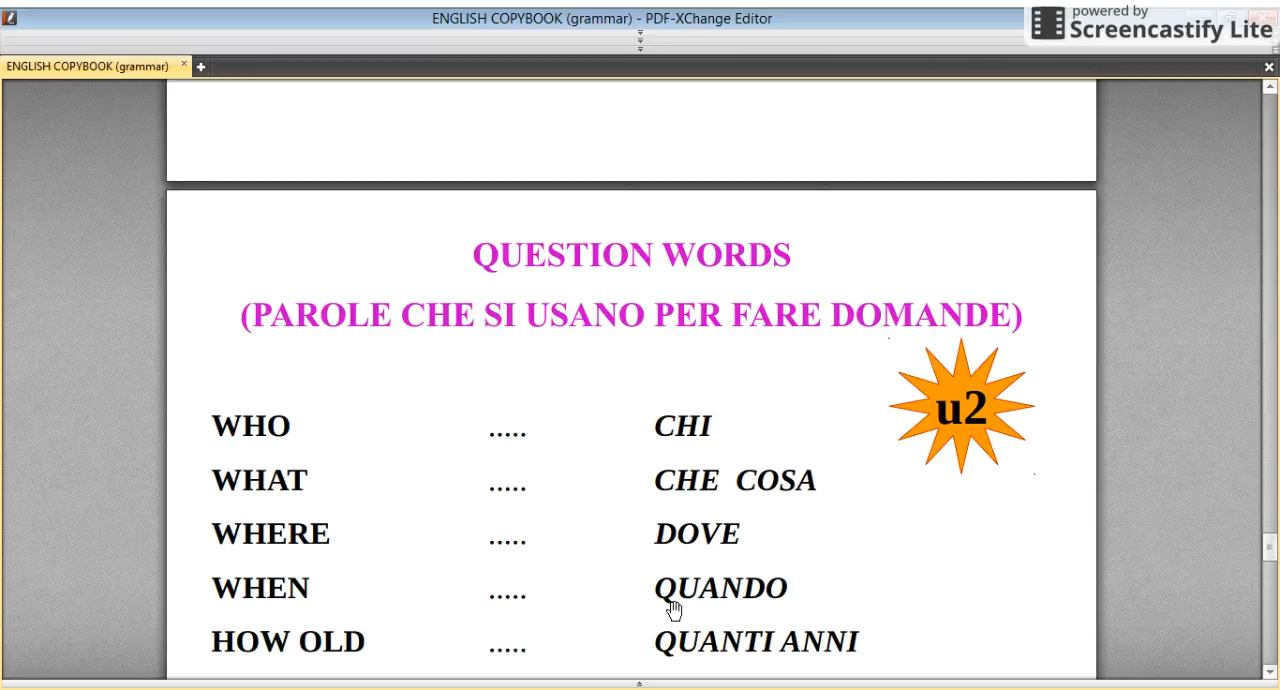 ENGLISH COPYBOOK (grammar) - PDF-XChange Editor
powered by
Screencastify Lite
ENGLISH COPYBOOK (grammar)
QUESTION WORDS
(PAROLE CHE SI USANO PER FARE DOMANDE)
u2
WHO ..... CHI
WHAT ..... CHE COSA
WHERE ..... DOVE
WHEN ..... QUANDO
HOW OLD ..... QUANTI ANNI